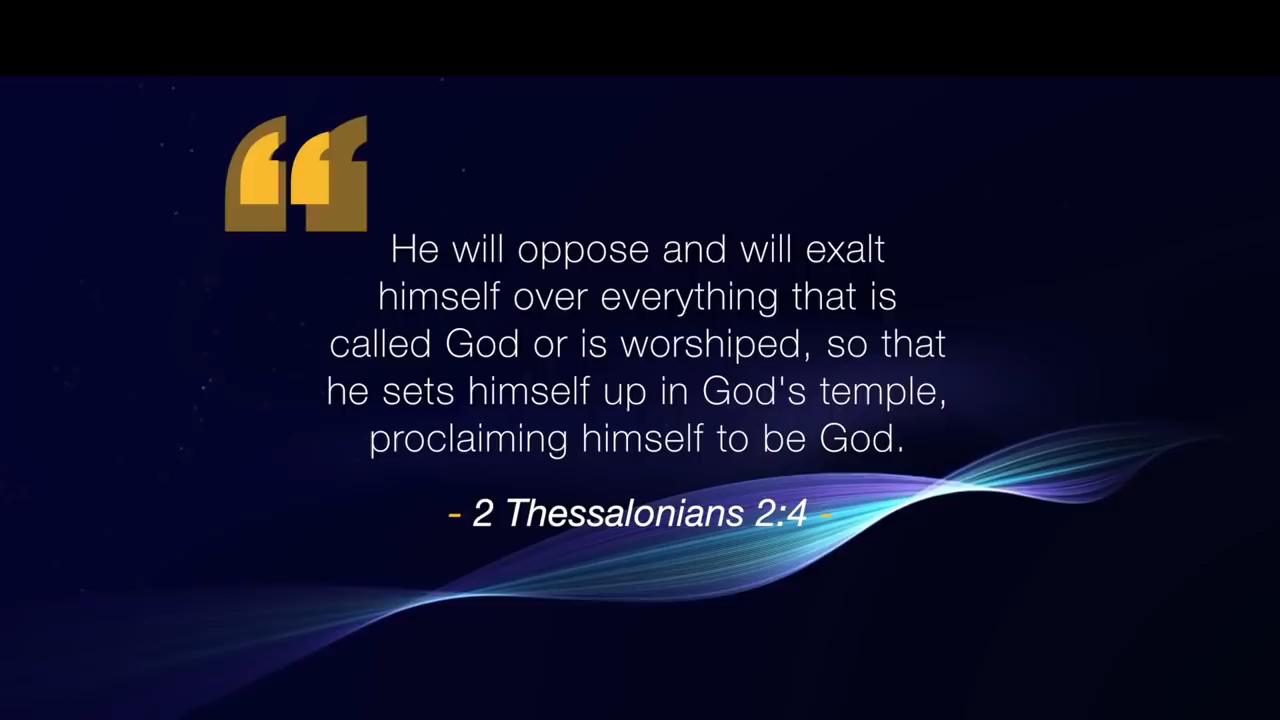 “
He will oppose and will exalt
himself over everything that is
called God or is worshiped, so that
he sets himself up in God's temple,
proclaiming himself to be God.
- 2 Thessalonians 2:4 -